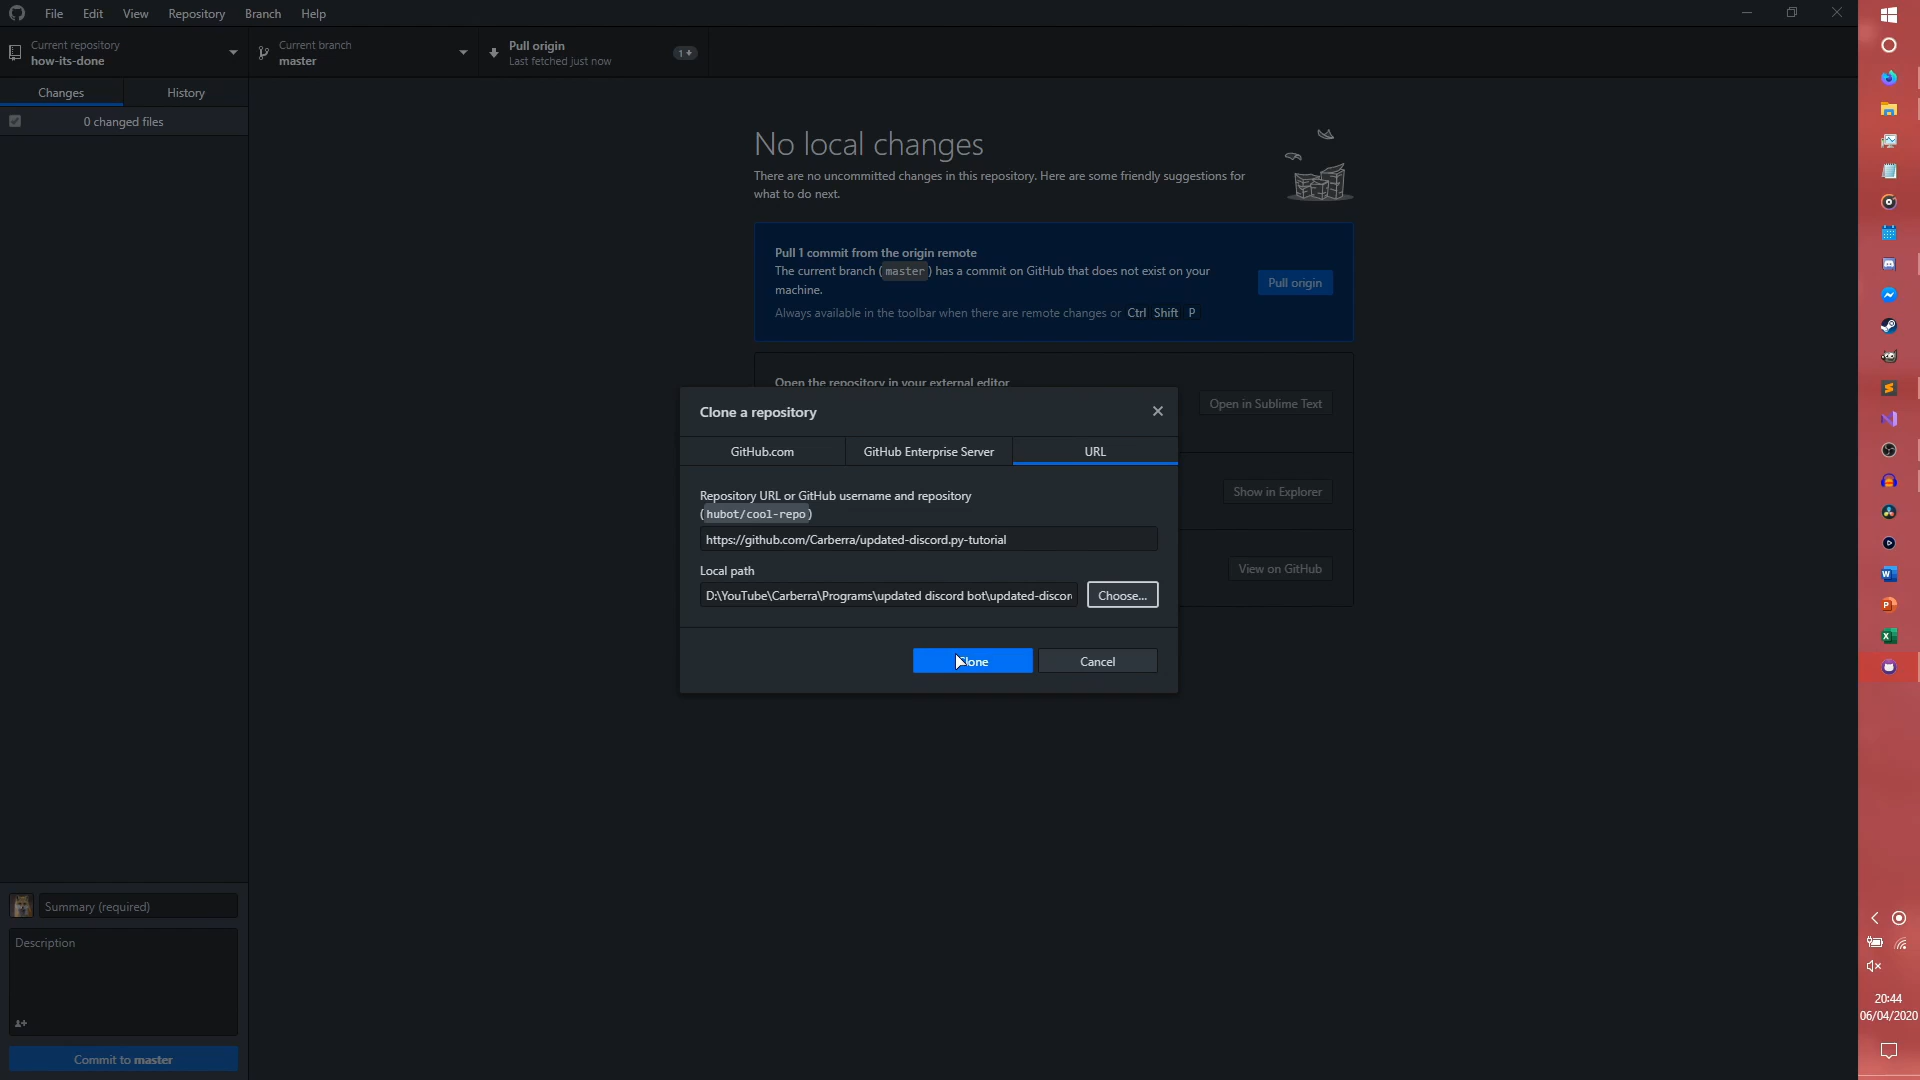 File Edit View Repository Branch Help
Current repository
how-its-done
Current branch
master
Pull origin
Last fetched just now
1
Changes
History
0 changed files
No local changes
There are no uncommitted changes in this repository. Here are some friendly suggestions for
what to do next.
Pull 1 commit from the origin remote
The current branch ( master ) has a commit on GitHub that does not exist on your
machine.
Always available in the toolbar when there are remote changes or Ctrl Shift P
Pull origin
Open the repository in your external editor
Open in Sublime Text
Show in Explorer
View on GitHub
Clone a repository
GitHub.com
GitHub Enterprise Server
URL
Repository URL or GitHub username and repository
(hubot/cool-repo)
https://github.com/Carberra/updated-discord.py-tutorial
Local path
D:\YouTube\Carberra\Programs\updated discord bot\updated-discor
Choose...
Clone
Cancel
Summary (required)
Description
Commit to master
20:44
06/04/2020